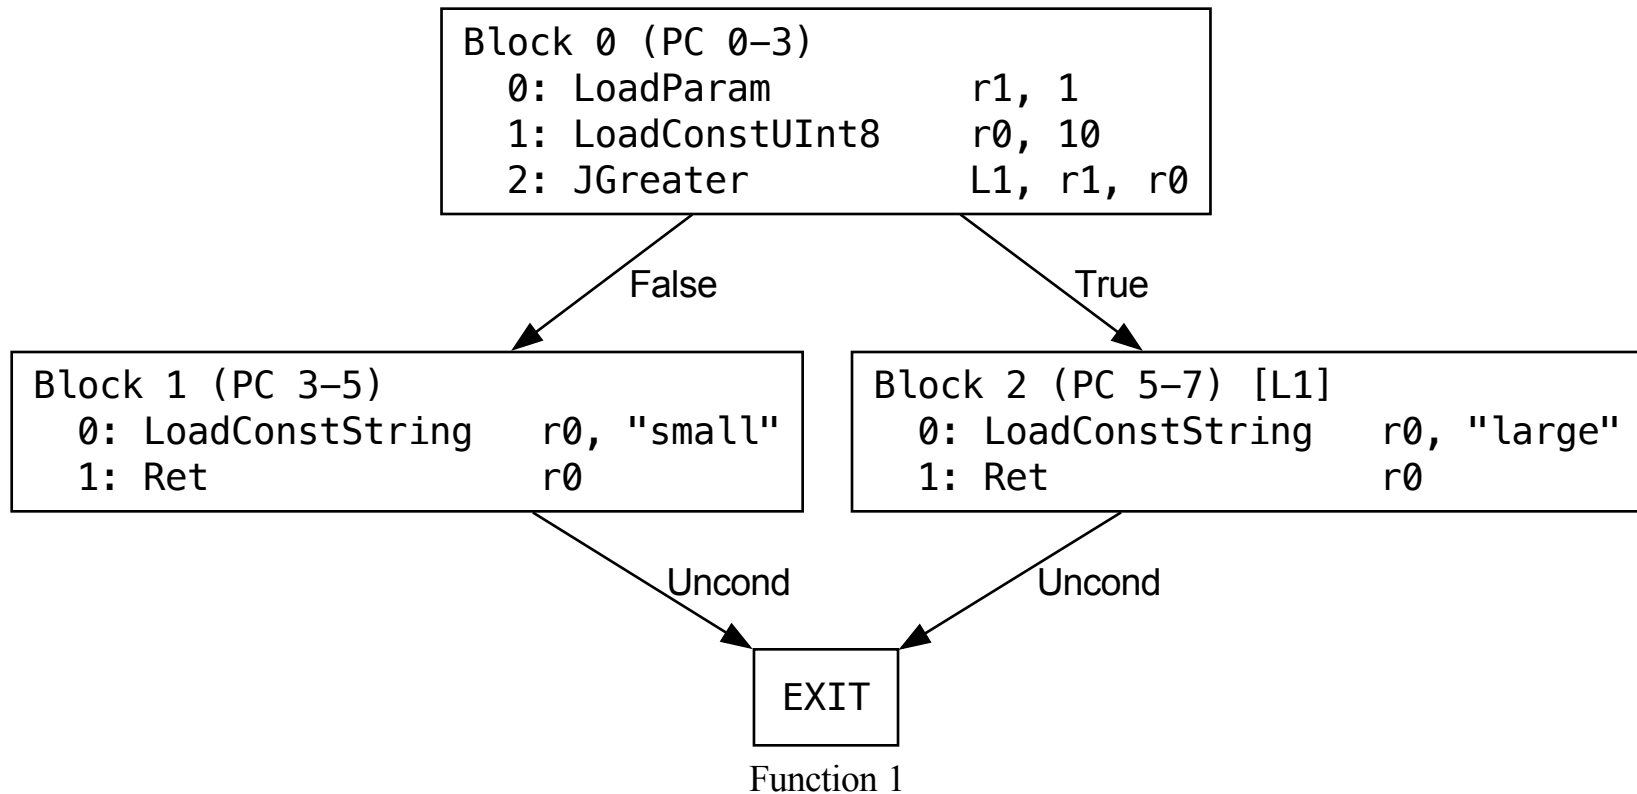 Block 0 (PC 0–3)
0: LoadParam r1, 1
1: LoadConstUInt8 r0, 10
2: JGreater L1, r1, r0
False
True
Block 1 (PC 3–5)
0: LoadConstString r0, "small"
1: Ret r0
Block 2 (PC 5–7) [L1]
0: LoadConstString r0, "large"
1: Ret r0
Uncond
Uncond
EXIT
Function 1